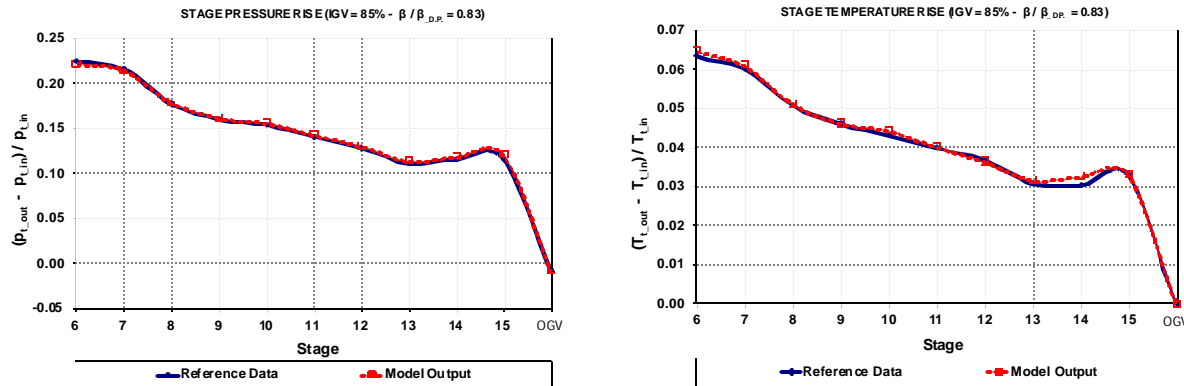 STAGE PRESSURE RISE (IGV = 85% - β / β_D.P. = 0.83)
0.25
0.20
0.15
0.10
0.05
0.00
-0.05
(p_t_out - p_t_in) / p_t_in
6 7 8 9 10 11 12 13 14 15 OGV
Stage
Reference Data Model Output
STAGE TEMPERATURE RISE (IGV = 85% - β / β_D.P. = 0.83)
0.07
0.06
0.05
0.04
0.03
0.02
0.01
0.00
(T_t_out - T_t_in) / T_t_in
6 7 8 9 10 11 12 13 14 15 OGV
Stage
Reference Data Model Output